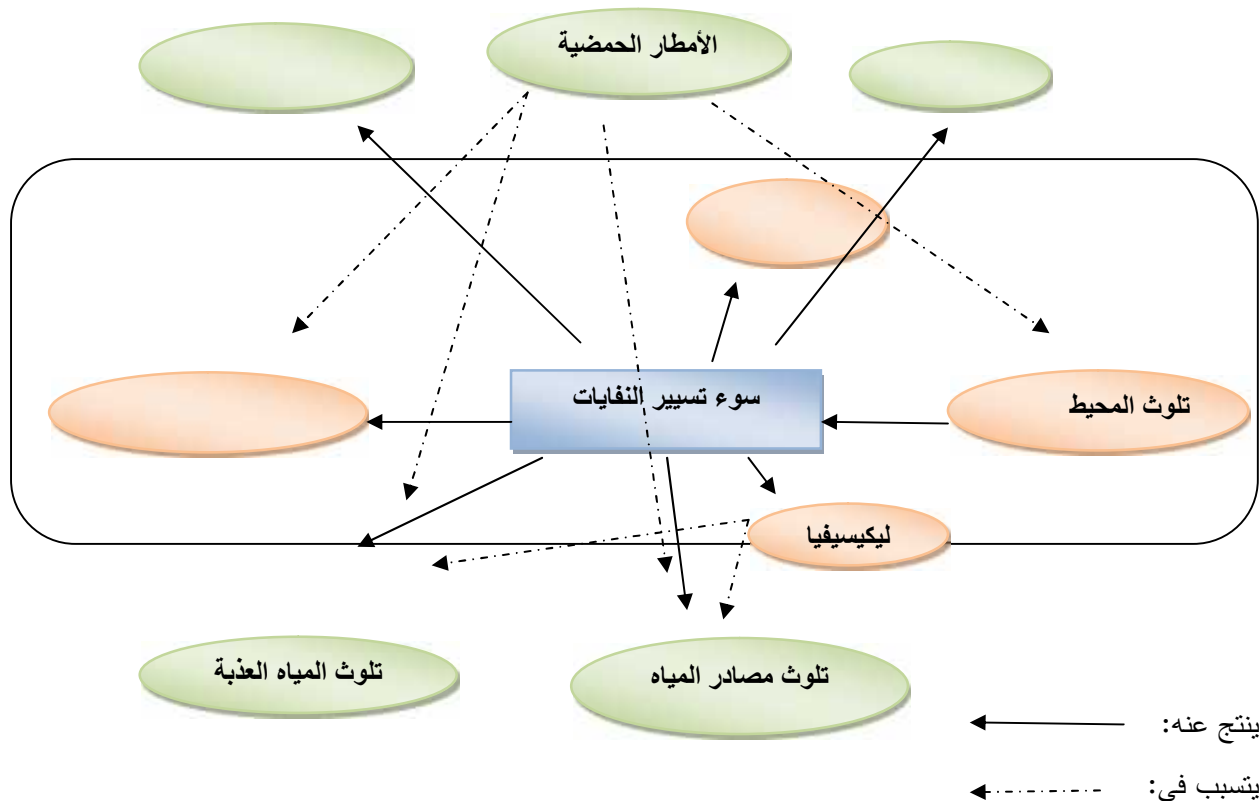 الأمطار الحمضية
سوء تسيير النفايات
تلوث المحيط
ليكيسيفيا
تلوث المياه العذبة
تلوث مصادر المياه
ينتج عنه:
يتسبب في: